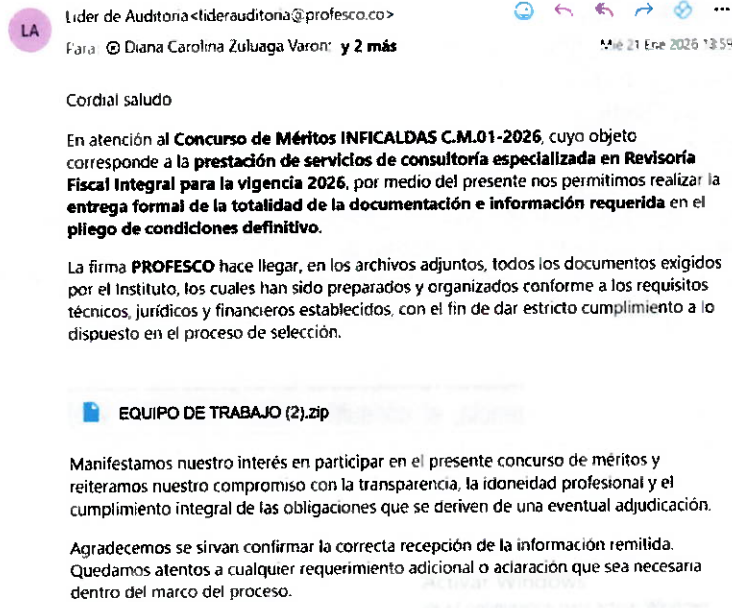 LA
Lider de Auditoria<liderauditoria@profesco.co>
Para: Diana Carolina Zuluaga Varon; y 2 más
Mié 21 Ene 2026 13:59
Cordial saludo
En atención al Concurso de Méritos INFICALDAS C.M.01-2026, cuyo objeto
corresponde a la prestación de servicios de consultoría especializada en Revisoría
Fiscal Integral para la vigencia 2026, por medio del presente nos permitimos realizar la
entrega formal de la totalidad de la documentación e información requerida en el
pliego de condiciones definitivo.
La firma PROFESCO hace llegar, en los archivos adjuntos, todos los documentos exigidos
por el Instituto, los cuales han sido preparados y organizados conforme a los requisitos
técnicos, jurídicos y financieros establecidos, con el fin de dar estricto cumplimiento a lo
dispuesto en el proceso de selección.
EQUIPO DE TRABAJO (2).zip
Manifestamos nuestro interés en participar en el presente concurso de méritos y
reiteramos nuestro compromiso con la transparencia, la idoneidad profesional y el
cumplimiento integral de las obligaciones que se deriven de una eventual adjudicación.
Agradecemos se sirvan confirmar la correcta recepción de la información remitida.
Quedamos atentos a cualquier requerimiento adicional o aclaración que sea necesaria
Activar Windows
dentro del marco del proceso.